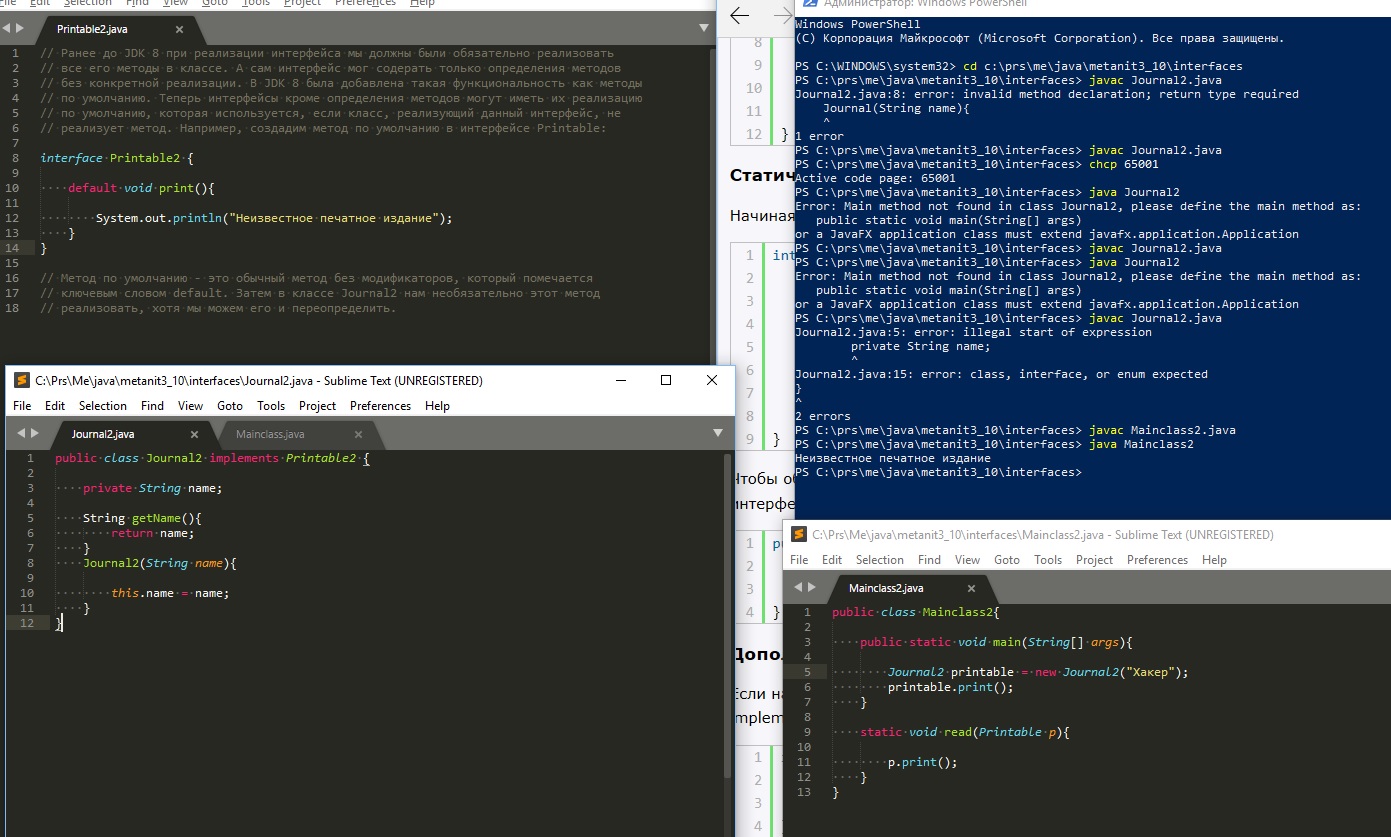 File Edit Selection Find View Goto Tools Project Preferences Help
Printable2.java
1 // Ранее до JDK 8 при реализации интерфейса мы должны были обязательно реализовать
2 // все его методы в классе. А сам интерфейс мог содерать только определения методов
3 // без конкретной реализации. В JDK 8 была добавлена такая функциональность как методы
4 // по умолчанию. Теперь интерфейсы кроме определения методов могут иметь их реализацию
5 // по умолчанию, которая используется, если класс, реализующий данный интерфейс, не
6 // реализует метод. Например, создадим метод по умолчанию в интерфейсе Printable:
7
8 interface Printable2 {
9
10 default void print(){
11
12 System.out.println("Неизвестное печатное издание");
13 }
14 }
15
16 // Метод по умолчанию - это обычный метод без модификаторов, который помечается
17 // ключевым словом default. Затем в классе Journal2 нам необязательно этот метод
18 // реализовать, хотя мы можем его и переопределить.
C:\Prs\Me\java\metanit3_10\interfaces\Journal2.java - Sublime Text (UNREGISTERED)
File Edit Selection Find View Goto Tools Project Preferences Help
Journal2.java Mainclass.java
1 public class Journal2 implements Printable2 {
2
3 private String name;
4
5 String getName(){
6 return name;
7 }
8 Journal2(String name){
9
10 this.name = name;
11 }
12 }
8
9
10
11
12 }
Статич
Начиная
1 int
2
3
4
5
6
7
8
9 }
Чтобы об
интерфе
1 pu
2
3
4 }
Допол
Если на
implem
1
2
3
4
Администратор: Windows PowerShell
Windows PowerShell
(C) Корпорация Майкрософт (Microsoft Corporation). Все права защищены.
PS C:\WINDOWS\system32> cd c:\prs\me\java\metanit3_10\interfaces
PS C:\prs\me\java\metanit3_10\interfaces> javac Journal2.java
Journal2.java:8: error: invalid method declaration; return type required
Journal(String name){
^
1 error
PS C:\prs\me\java\metanit3_10\interfaces> javac Journal2.java
PS C:\prs\me\java\metanit3_10\interfaces> chcp 65001
Active code page: 65001
PS C:\prs\me\java\metanit3_10\interfaces> java Journal2
Error: Main method not found in class Journal2, please define the main method as:
public static void main(String[] args)
or a JavaFX application class must extend javafx.application.Application
PS C:\prs\me\java\metanit3_10\interfaces> javac Journal2.java
PS C:\prs\me\java\metanit3_10\interfaces> java Journal2
Error: Main method not found in class Journal2, please define the main method as:
public static void main(String[] args)
or a JavaFX application class must extend javafx.application.Application
PS C:\prs\me\java\metanit3_10\interfaces> javac Journal2.java
Journal2.java:5: error: illegal start of expression
private String name;
^
Journal2.java:15: error: class, interface, or enum expected
}
^
2 errors
PS C:\prs\me\java\metanit3_10\interfaces> javac Mainclass2.java
PS C:\prs\me\java\metanit3_10\interfaces> java Mainclass2
Неизвестное печатное издание
PS C:\prs\me\java\metanit3_10\interfaces>
C:\Prs\Me\java\metanit3_10\interfaces\Mainclass2.java - Sublime Text (UNREGISTERED)
File Edit Selection Find View Goto Tools Project Preferences Help
Mainclass2.java
1 public class Mainclass2{
2
3 public static void main(String[] args){
4
5 Journal2 printable = new Journal2("Хакер");
6 printable.print();
7 }
8
9 static void read(Printable p){
10
11 p.print();
12 }
13 }